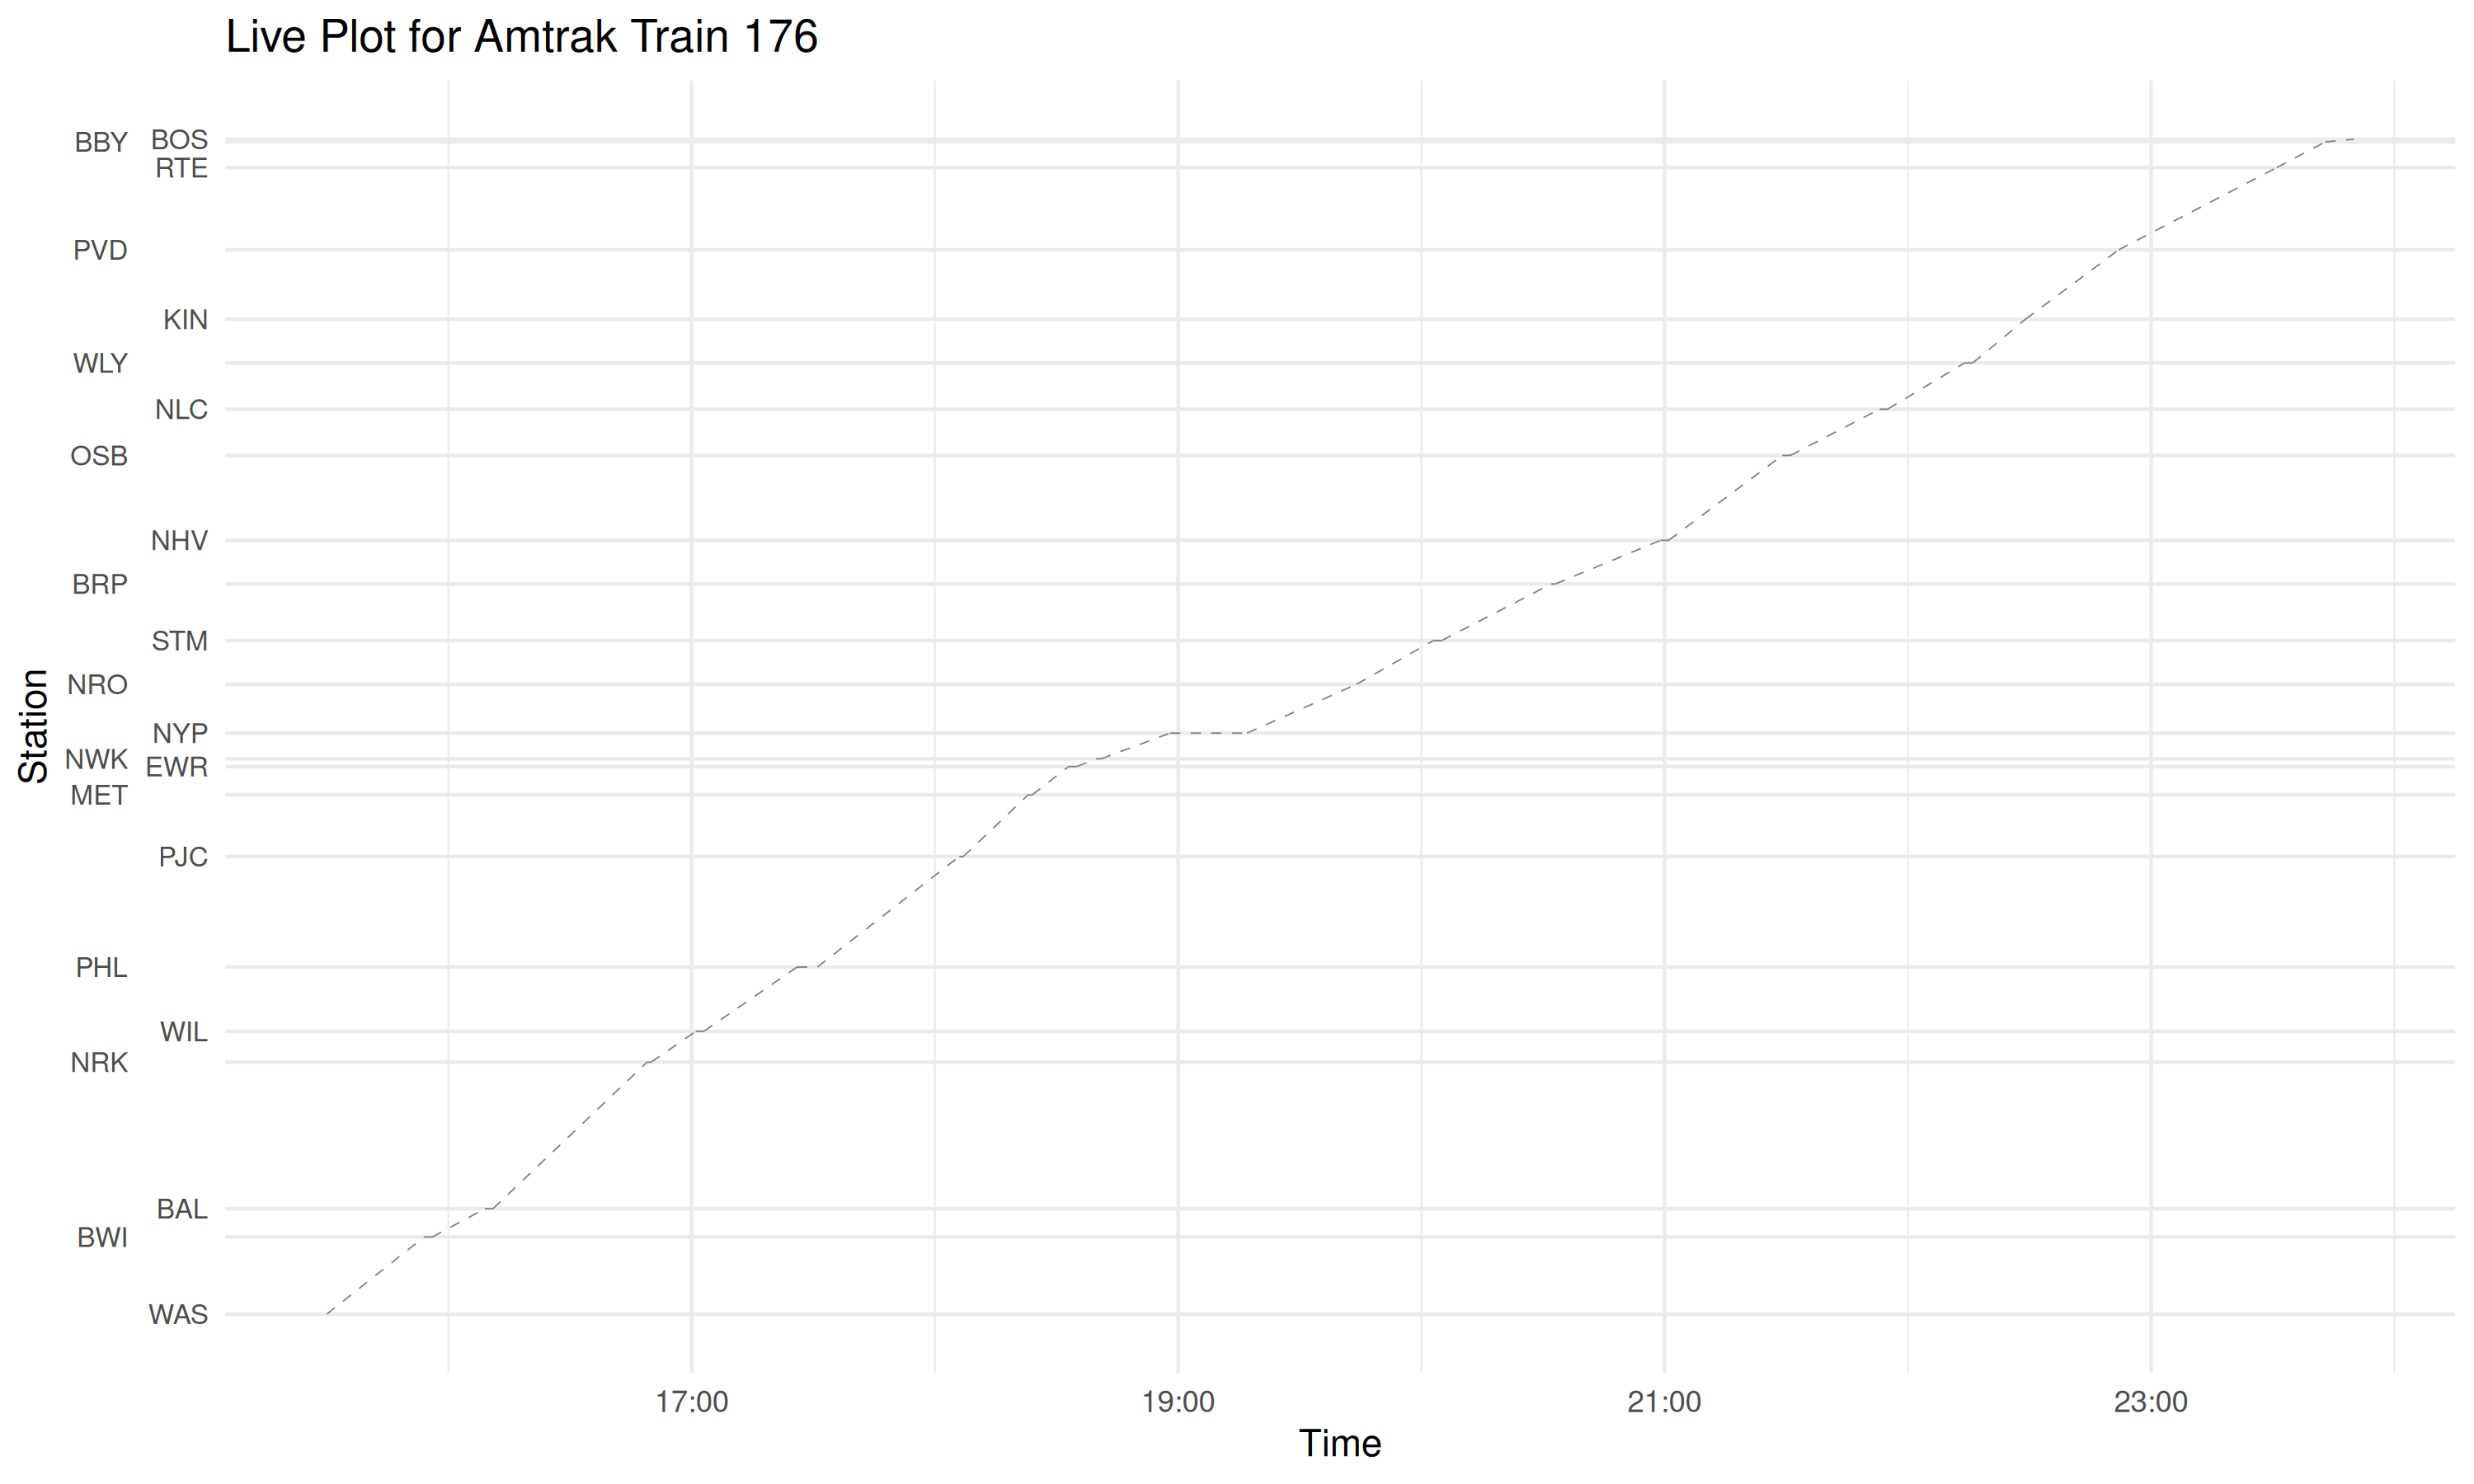 Live Plot for Amtrak Train 176
BBY BOS
RTE
PVD
KIN
WLY
NLC
OSB
NHV
BRP
STM
NRO
NYP
NWK EWR
MET
PJC
PHL
WIL
NRK
BAL
BWI
WAS
Station
17:00 19:00 21:00 23:00
Time